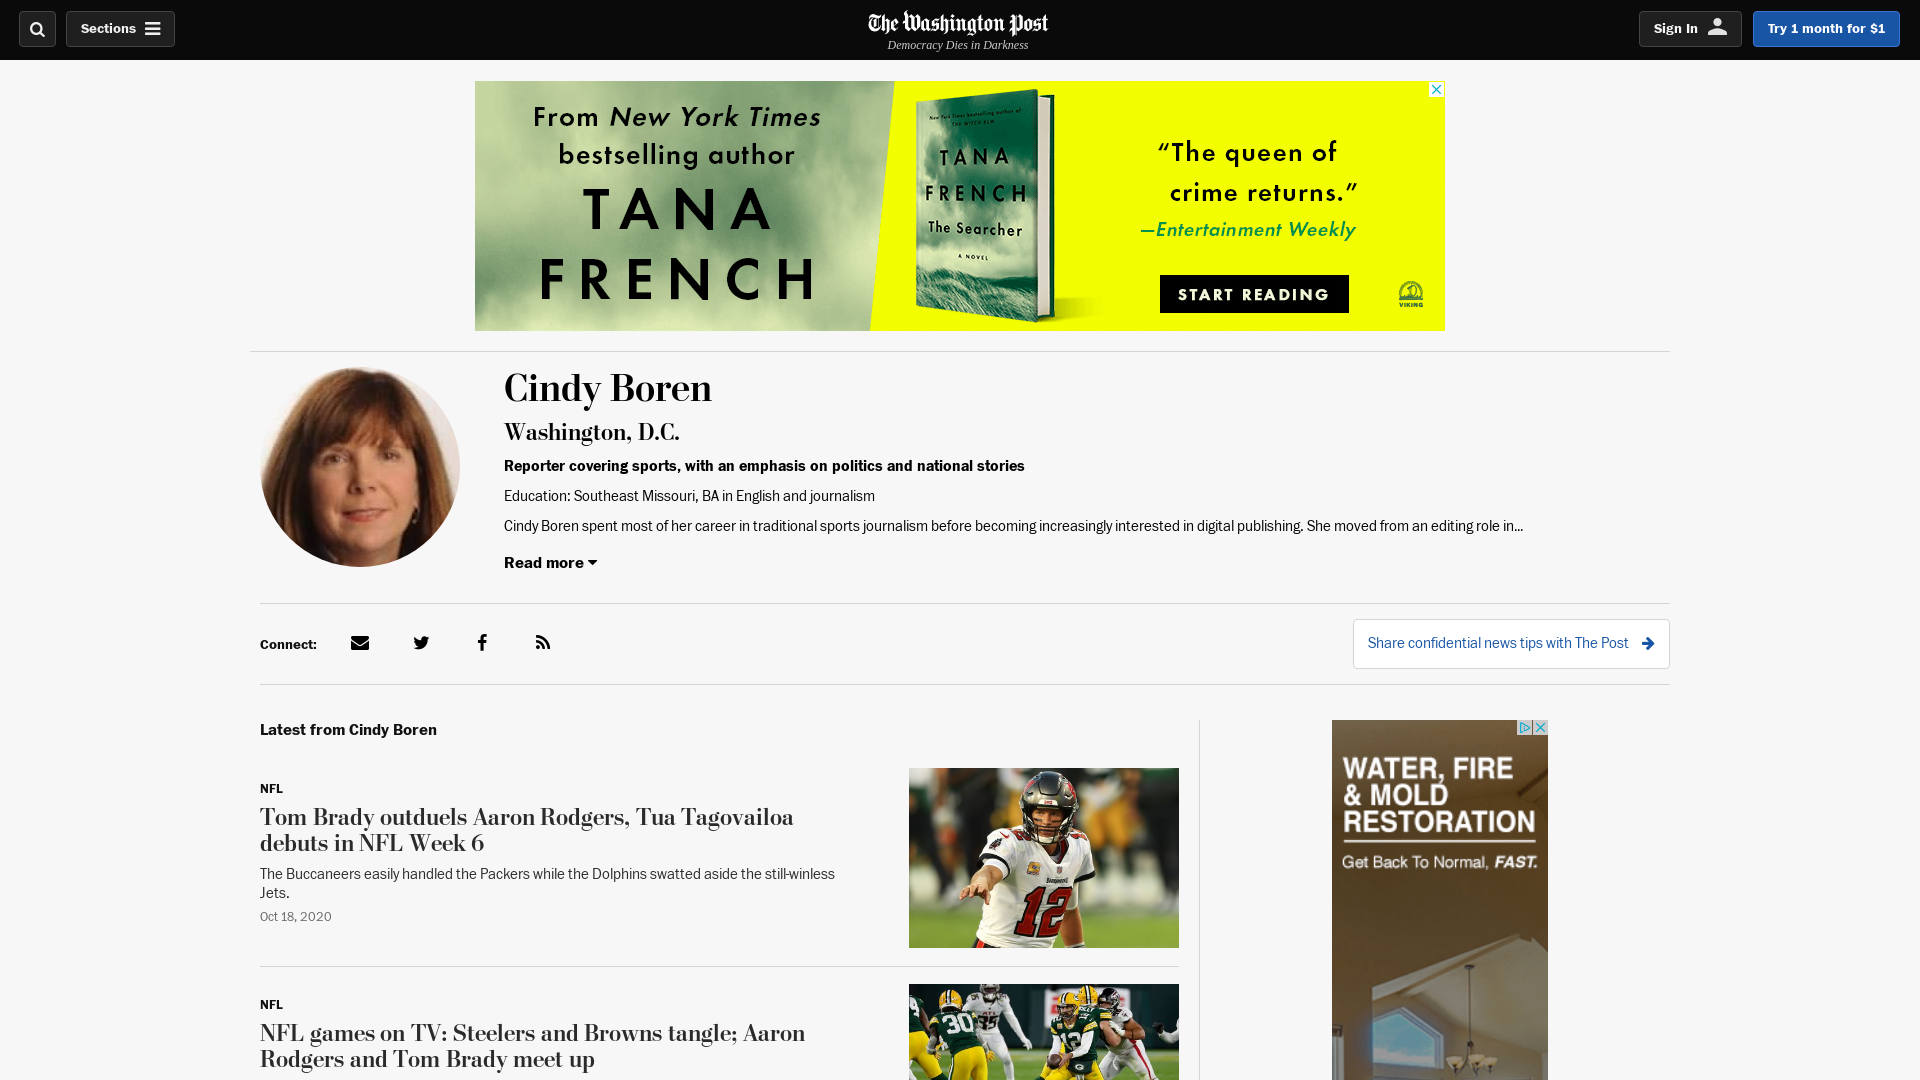 Sections
The Washington Post
Democracy Dies in Darkness
Sign In
Try 1 month for $1
From New York Times
bestselling author
TANA
FRENCH
New York Times bestselling author of
THE WITCH ELM
TANA
FRENCH
The Searcher
A NOVEL
“The queen of
crime returns.”
—Entertainment Weekly
START READING
VIKING
Cindy Boren
Washington, D.C.
Reporter covering sports, with an emphasis on politics and national stories
Education: Southeast Missouri, BA in English and journalism
Cindy Boren spent most of her career in traditional sports journalism before becoming increasingly interested in digital publishing. She moved from an editing role in...
Read more
Connect:
Share confidential news tips with The Post
Latest from Cindy Boren
NFL
Tom Brady outduels Aaron Rodgers, Tua Tagovailoa
debuts in NFL Week 6
The Buccaneers easily handled the Packers while the Dolphins swatted aside the still-winless
Jets.
Oct 18, 2020
12
NFL
NFL games on TV: Steelers and Browns tangle; Aaron
Rodgers and Tom Brady meet up
30
12
WATER, FIRE
& MOLD
RESTORATION
Get Back To Normal, FAST.